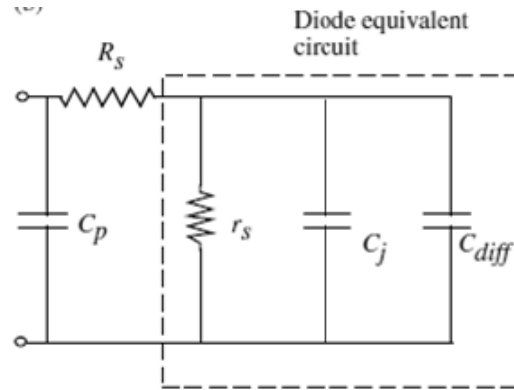 Diode equivalent
circuit
R_s
C_p
r_s
C_j
C_diff